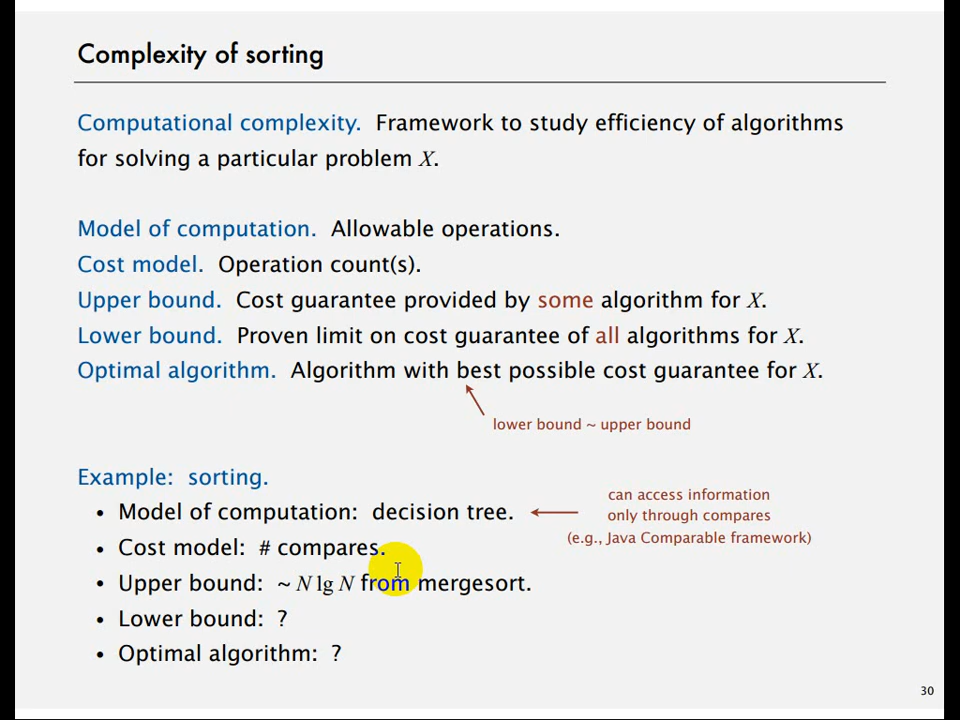 Complexity of sorting
Computational complexity. Framework to study efficiency of algorithms
for solving a particular problem X.
Model of computation. Allowable operations.
Cost model. Operation count(s).
Upper bound. Cost guarantee provided by some algorithm for X.
Lower bound. Proven limit on cost guarantee of all algorithms for X.
Optimal algorithm. Algorithm with best possible cost guarantee for X.
lower bound ~ upper bound
Example: sorting.
• Model of computation: decision tree.
can access information
only through compares
(e.g., Java Comparable framework)
• Cost model: # compares.
• Upper bound: ~ N lg N from mergesort.
• Lower bound: ?
• Optimal algorithm: ?
30